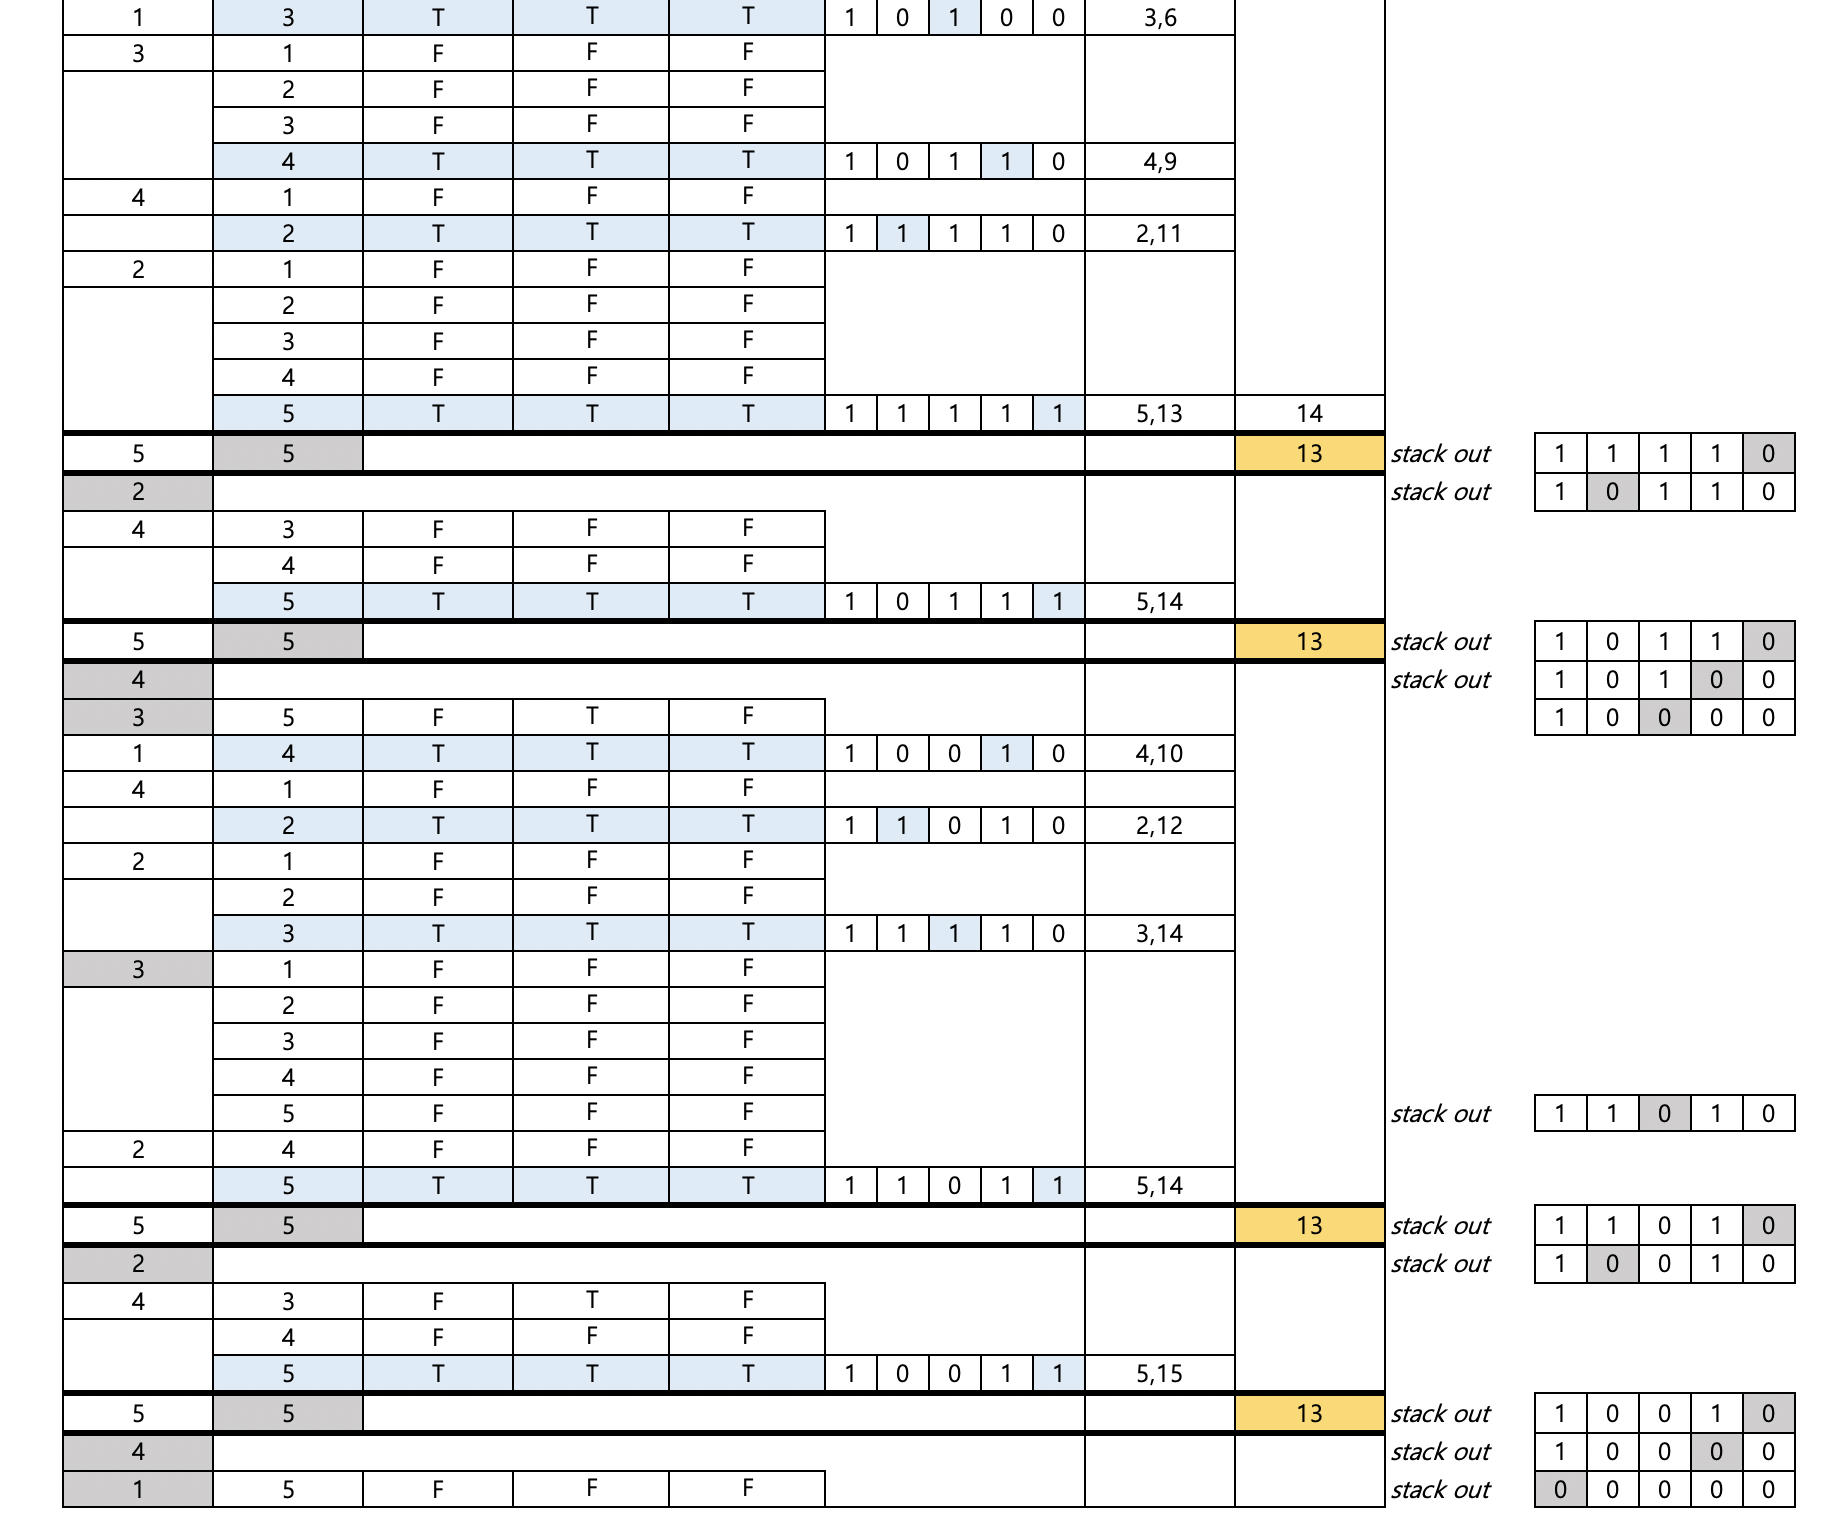 1 3 T T T 1 0 1 0 0 3,6
3 1 F F F
2 F F F
3 F F F
4 T T T 1 0 1 1 0 4,9
4 1 F F F
2 T T T 1 1 1 1 0 2,11
2 1 F F F
2 F F F
3 F F F
4 F F F
5 T T T 1 1 1 1 1 5,13 14
5 5 13 stack out 1 1 1 1 0
2 stack out 1 0 1 1 0
4 3 F F F
4 F F F
5 T T T 1 0 1 1 1 5,14
5 5 13 stack out 1 0 1 1 0
4 stack out 1 0 1 0 0
3 5 F T F 1 0 0 0 0
1 4 T T T 1 0 0 1 0 4,10
4 1 F F F
2 T T T 1 1 0 1 0 2,12
2 1 F F F
2 F F F
3 T T T 1 1 1 1 0 3,14
3 1 F F F
2 F F F
3 F F F
4 F F F
5 F F F stack out 1 1 0 1 0
2 4 F F F
5 T T T 1 1 0 1 1 5,14
5 5 13 stack out 1 1 0 1 0
2 stack out 1 0 0 1 0
4 3 F T F
4 F F F
5 T T T 1 0 0 1 1 5,15
5 5 13 stack out 1 0 0 1 0
4 stack out 1 0 0 0 0
1 5 F F F stack out 0 0 0 0 0